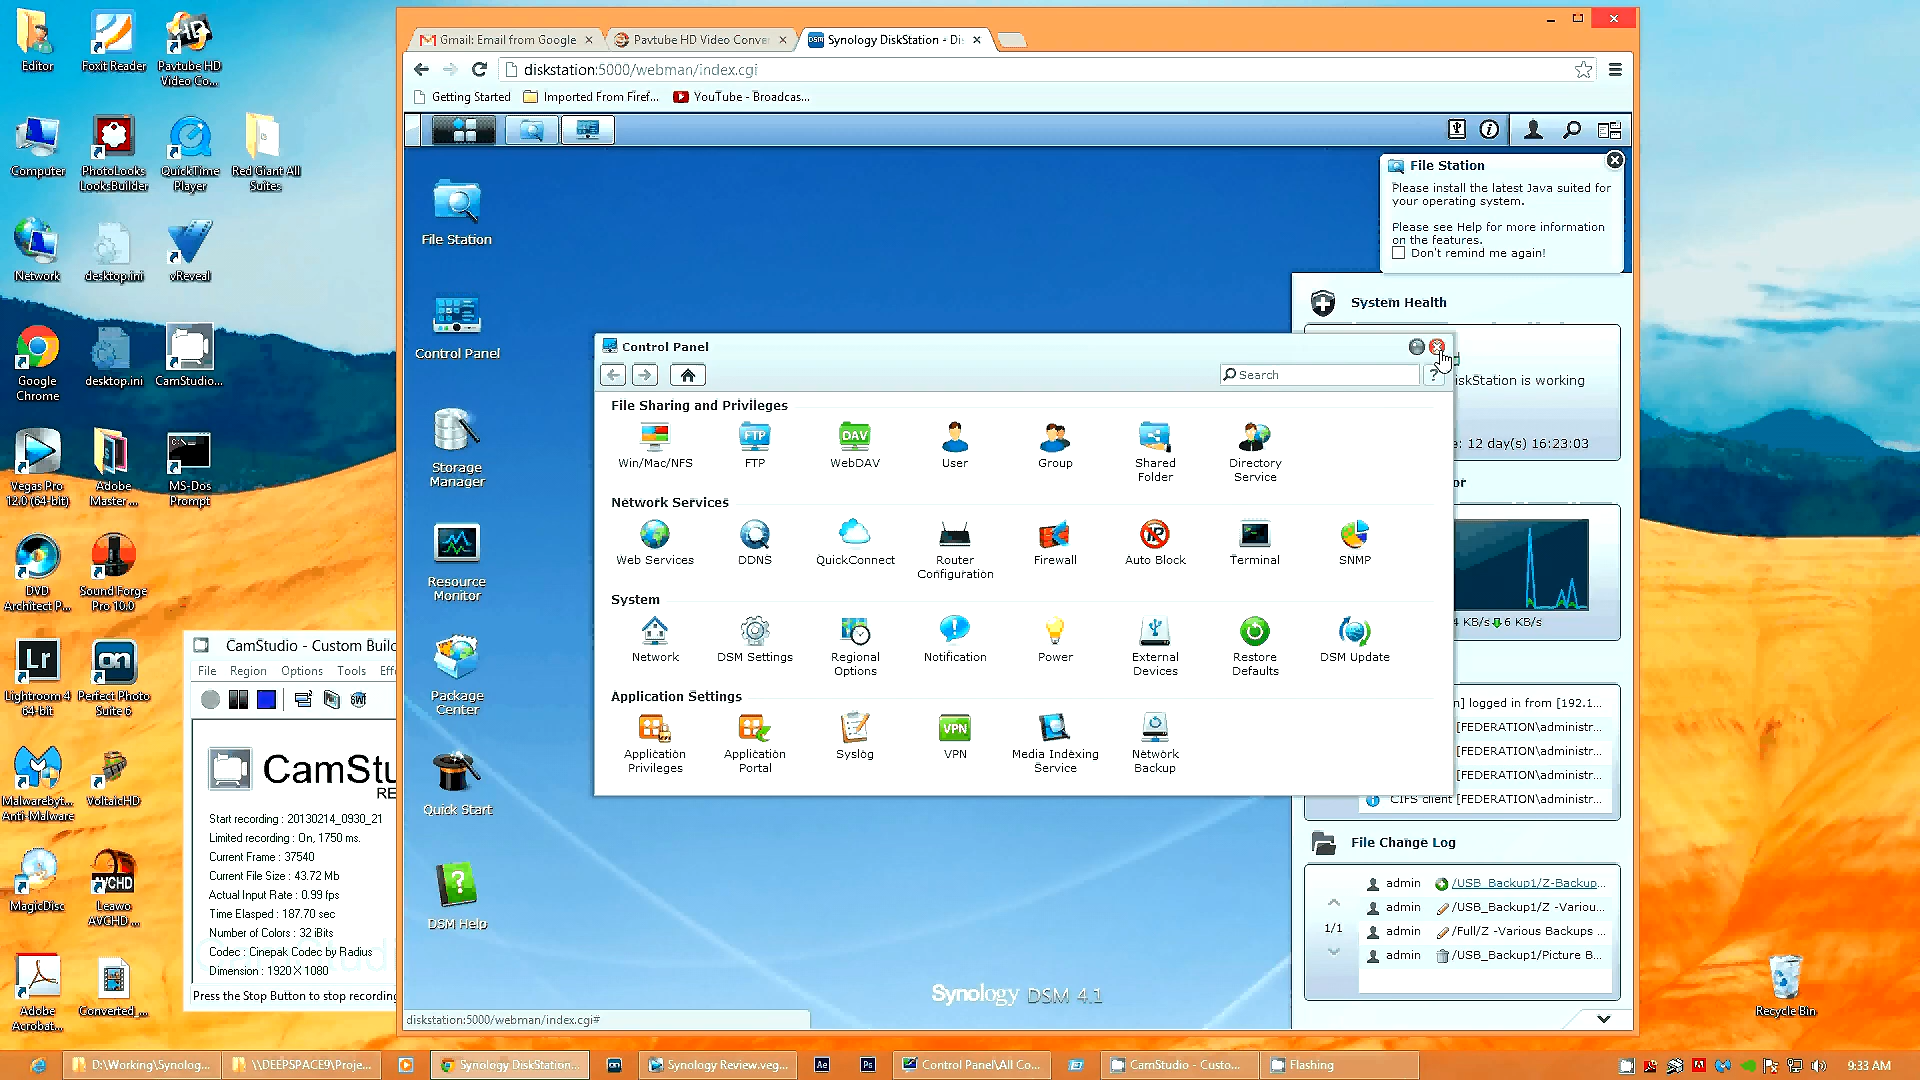 Editor
Foxit Reader
Pavtube HD
Video Co...
Computer
PhotoLooks
LooksBuilder
QuickTime
Player
Red Giant All
Suites
Network
desktop.ini
vReveal
Google
Chrome
desktop.ini
CamStudio...
Vegas Pro
12.0 (64-bit)
Adobe
Master ...
MS-Dos
Prompt
DVD
Architect P...
Sound Forge
Pro 10.0
Lightroom 4
64-bit
Perfect Photo
Suite 6
Malwarebyt...
Anti-Malware
VoltaicHD
MagicDisc
Leawo
AVCHD ...
Adobe
Acrobat...
Converted_...
Recycle Bin
CamStudio - Custom Builc
File Region Options Tools Eff
CamStu
RE
Start recording : 20130214_0930_21
Limited recording : On, 1750 ms.
Current Frame : 37540
Current File Size : 43.72 Mb
Actual Input Rate : 0.99 fps
Time Elasped : 187.70 sec
Number of Colors : 32 iBits
Codec : Cinepak Codec by Radius
Dimension : 1920 X 1080
Press the Stop Button to stop recording
Gmail: Email from Google
Pavtube HD Video Conve
Synology DiskStation - Di
diskstation:5000/webman/index.cgi
Getting Started
Imported From Firef...
YouTube - Broadcas...
File Station
Control Panel
Storage
Manager
Resource
Monitor
Package
Center
Quick Start
DSM Help
File Station
Please install the latest Java suited for
your operating system.
Please see Help for more information
on the features.
Don't remind me again!
System Health
iskStation is working
: 12 day(s) 16:23:03
or
4 KB/s 6 KB/s
n] logged in from [192.1...
[FEDERATION\administr...
[FEDERATION\administr...
[FEDERATION\administr...
CIFS client [FEDERATION\administr...
File Change Log
1/1
admin /USB_Backup1/Z-Backup...
admin /USB_Backup1/Z -Variou...
admin /Full/Z -Various Backups ...
admin /USB_Backup1/Picture B...
Control Panel
Search
?
File Sharing and Privileges
Win/Mac/NFS
FTP
WebDAV
User
Group
Shared
Folder
Directory
Service
Network Services
Web Services
DDNS
QuickConnect
Router
Configuration
Firewall
Auto Block
Terminal
SNMP
System
Network
DSM Settings
Regional
Options
Notification
Power
External
Devices
Restore
Defaults
DSM Update
Application Settings
Application
Privileges
Application
Portal
Syslog
VPN
Media Indexing
Service
Network
Backup
Synology DSM 4.1
diskstation:5000/webman/index.cgi#
D:\Working\Synolog...
\\DEEPSPACE9\Proje...
Synology DiskStation...
Synology Review.veg...
Control Panel\All Co...
CamStudio - Custo...
Flashing
9:33 AM